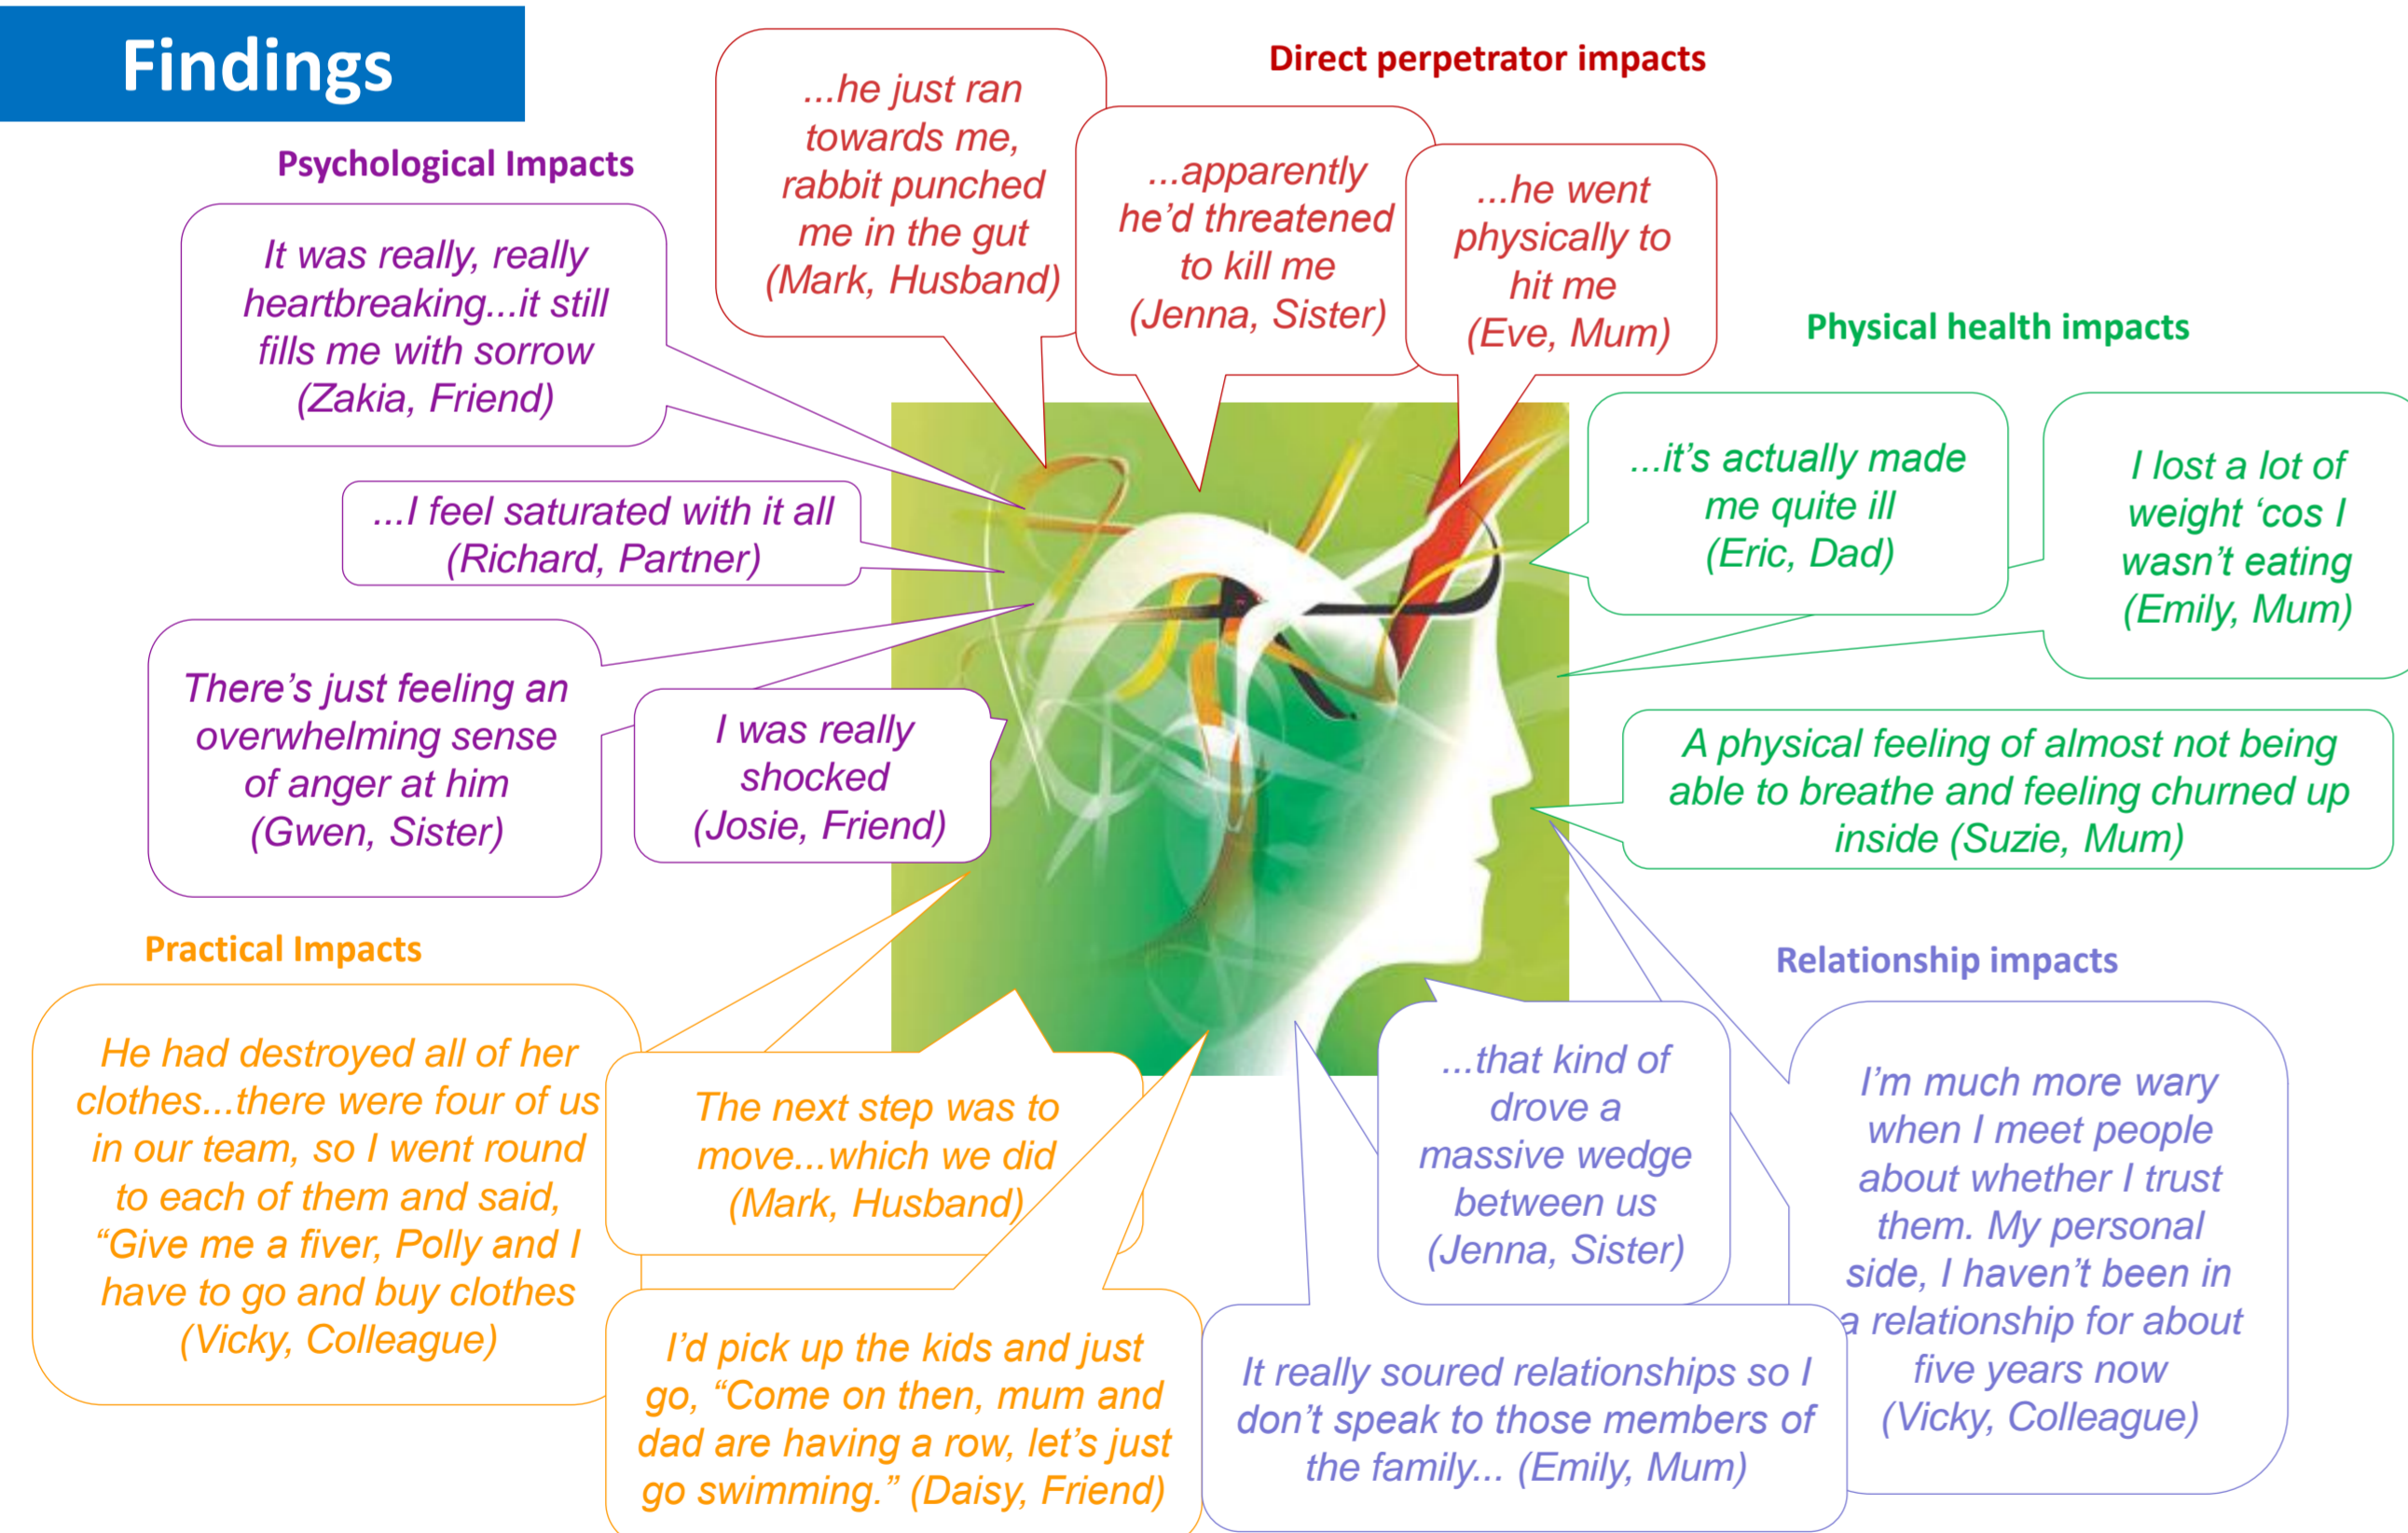 Findings
Psychological Impacts
It was really, really
heartbreaking...it still
fills me with sorrow
(Zakia, Friend)
...I feel saturated with it all
(Richard, Partner)
There’s just feeling an
overwhelming sense
of anger at him
(Gwen, Sister)
I was really
shocked
(Josie, Friend)
Direct perpetrator impacts
...he just ran
towards me,
rabbit punched
me in the gut
(Mark, Husband)
...apparently
he’d threatened
to kill me
(Jenna, Sister)
...he went
physically to
hit me
(Eve, Mum)
Physical health impacts
...it’s actually made
me quite ill
(Eric, Dad)
I lost a lot of
weight ‘cos I
wasn’t eating
(Emily, Mum)
A physical feeling of almost not being
able to breathe and feeling churned up
inside (Suzie, Mum)
Practical Impacts
He had destroyed all of her
clothes...there were four of us
in our team, so I went round
to each of them and said,
“Give me a fiver, Polly and I
have to go and buy clothes
(Vicky, Colleague)
The next step was to
move...which we did
(Mark, Husband)
I’d pick up the kids and just
go, “Come on then, mum and
dad are having a row, let’s just
go swimming.” (Daisy, Friend)
Relationship impacts
...that kind of
drove a
massive wedge
between us
(Jenna, Sister)
I’m much more wary
when I meet people
about whether I trust
them. My personal
side, I haven’t been in
a relationship for about
five years now
(Vicky, Colleague)
It really soured relationships so I
don’t speak to those members of
the family... (Emily, Mum)